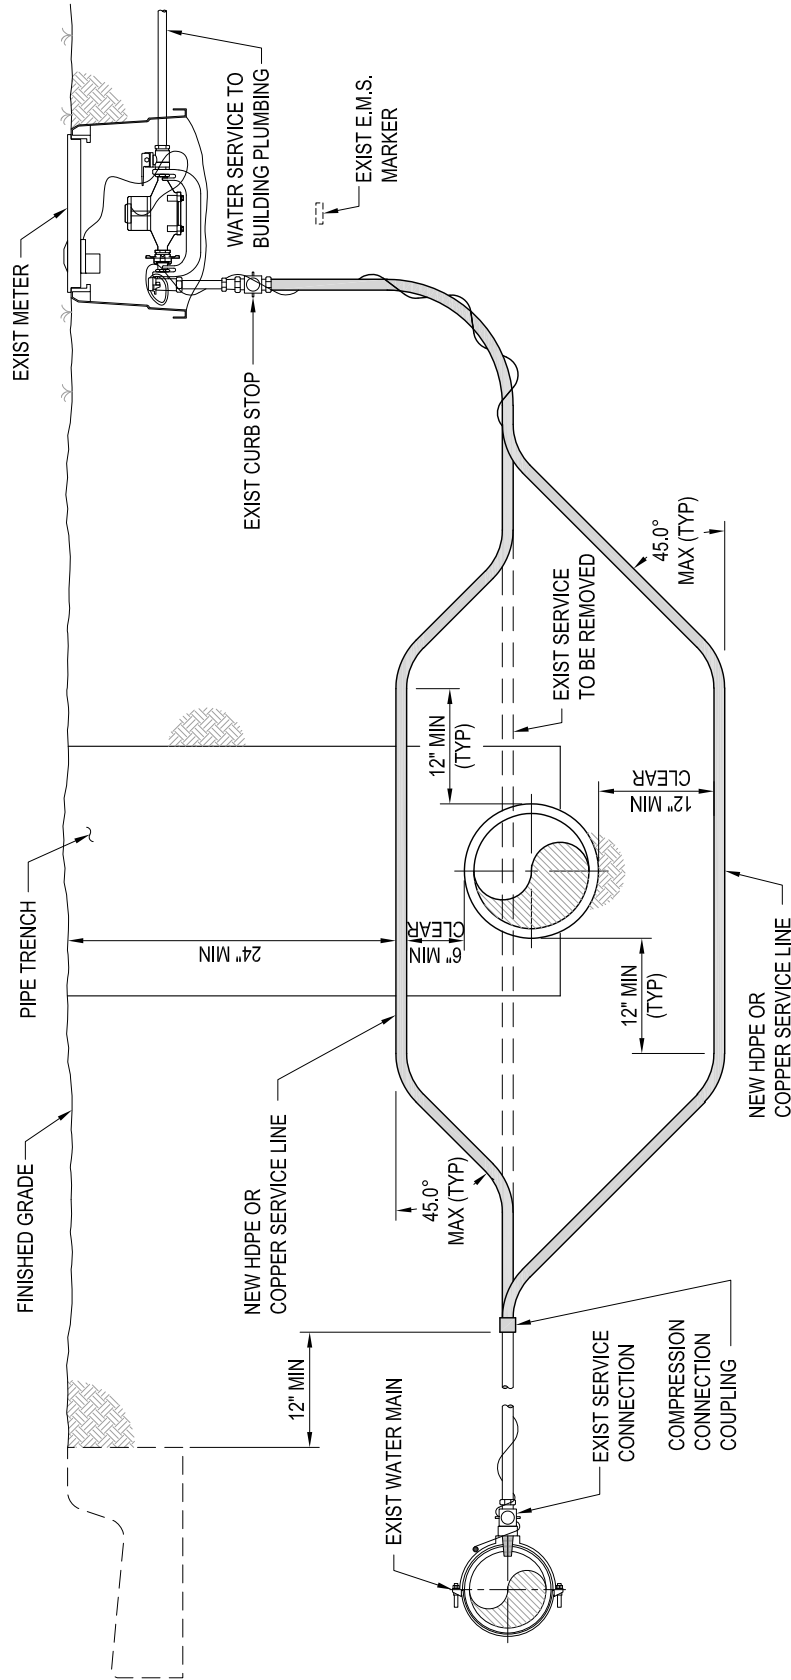 FINISHED GRADE
PIPE TRENCH
EXIST METER
24" MIN
6" MIN
CLEAR
12" MIN
NEW HDPE OR
COPPER SERVICE LINE
45.0°
MAX (TYP)
12" MIN
(TYP)
EXIST CURB STOP
WATER SERVICE TO
BUILDING PLUMBING
EXIST E.M.S.
MARKER
EXIST WATER MAIN
EXIST SERVICE
CONNECTION
COMPRESSION
CONNECTION
COUPLING
12" MIN
(TYP)
EXIST SERVICE
TO BE REMOVED
12" MIN
CLEAR
45.0°
MAX (TYP)
NEW HDPE OR
COPPER SERVICE LINE